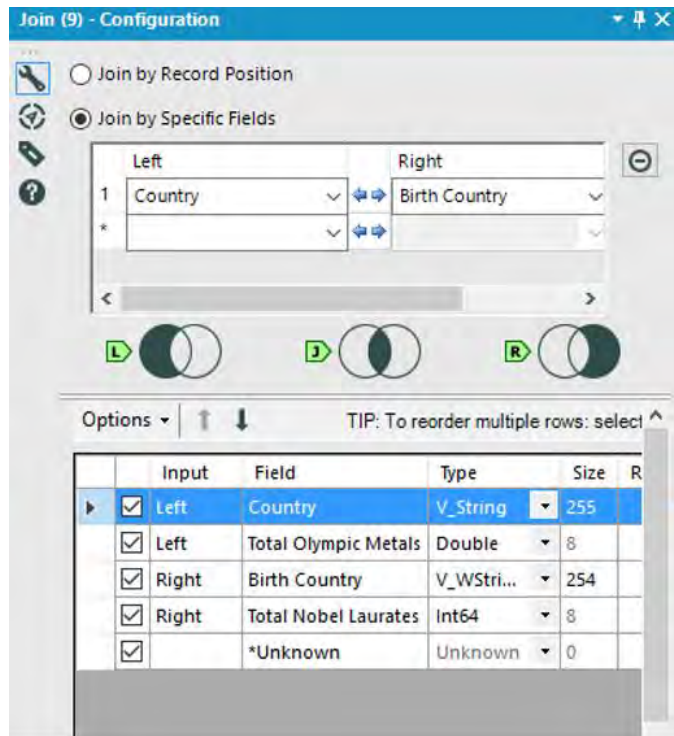 Join (9) - Configuration
Join by Record Position
Join by Specific Fields
Left Right
1 Country Birth Country
*
L J R
Options TIP: To reorder multiple rows: select
Input Field Type Size R
Left Country V_String 255
Left Total Olympic Metals Double 8
Right Birth Country V_WStri... 254
Right Total Nobel Laurates Int64 8
*Unknown Unknown 0